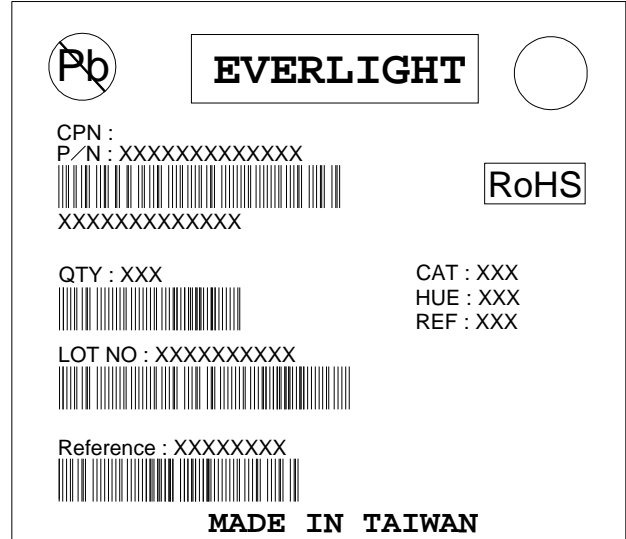 Pb
EVERLIGHT
CPN :
P/N : XXXXXXXXXXXXX
RoHS
XXXXXXXXXXXXX
QTY : XXX
CAT : XXX
HUE : XXX
REF : XXX
LOT NO : XXXXXXXXXX
Reference : XXXXXXXX
MADE IN TAIWAN